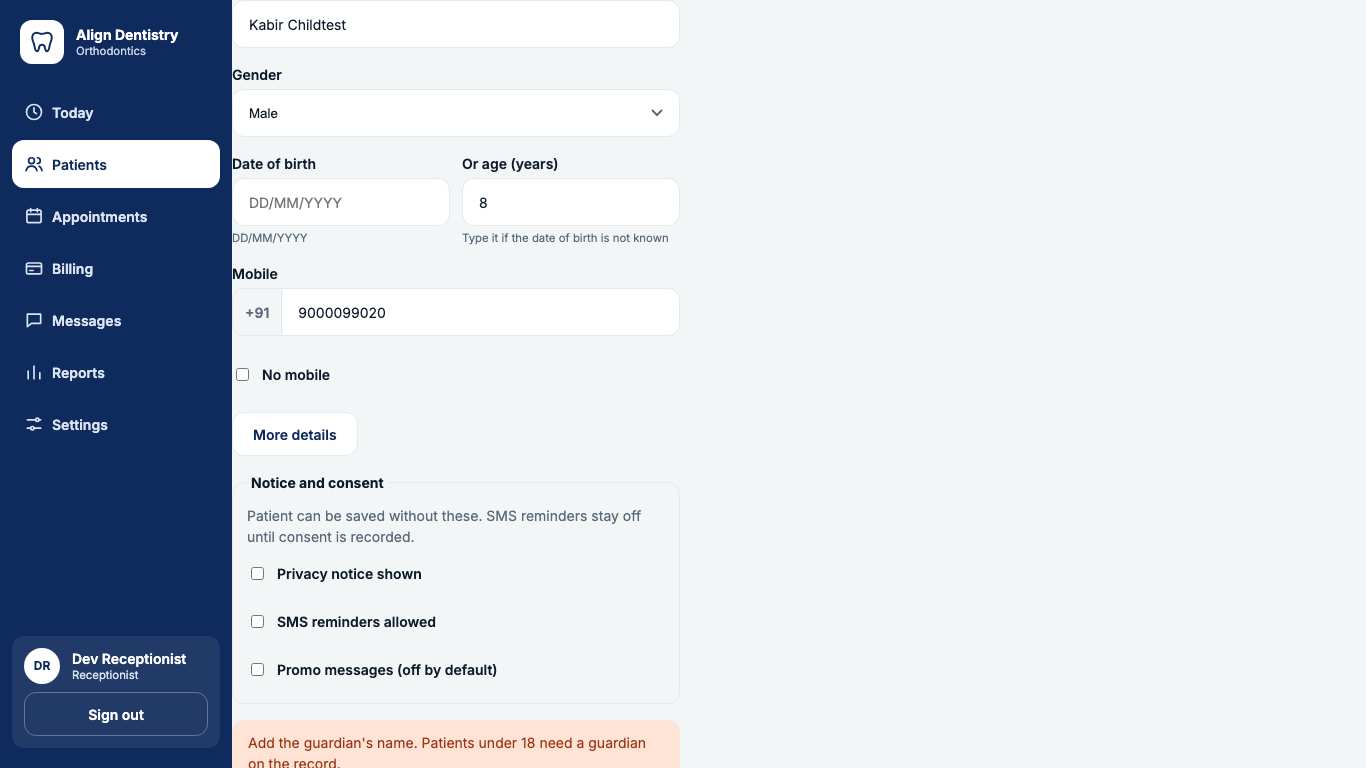 Align Dentistry
Orthodontics
Today
Patients
Appointments
Billing
Messages
Reports
Settings
DR
Dev Receptionist
Receptionist
Sign out
Kabir Childtest
Gender
Male
Date of birth
Or age (years)
DD/MM/YYYY
8
DD/MM/YYYY
Type it if the date of birth is not known
Mobile
+91
9000099020
No mobile
More details
Notice and consent
Patient can be saved without these. SMS reminders stay off
until consent is recorded.
Privacy notice shown
SMS reminders allowed
Promo messages (off by default)
Add the guardian's name. Patients under 18 need a guardian
on the record.